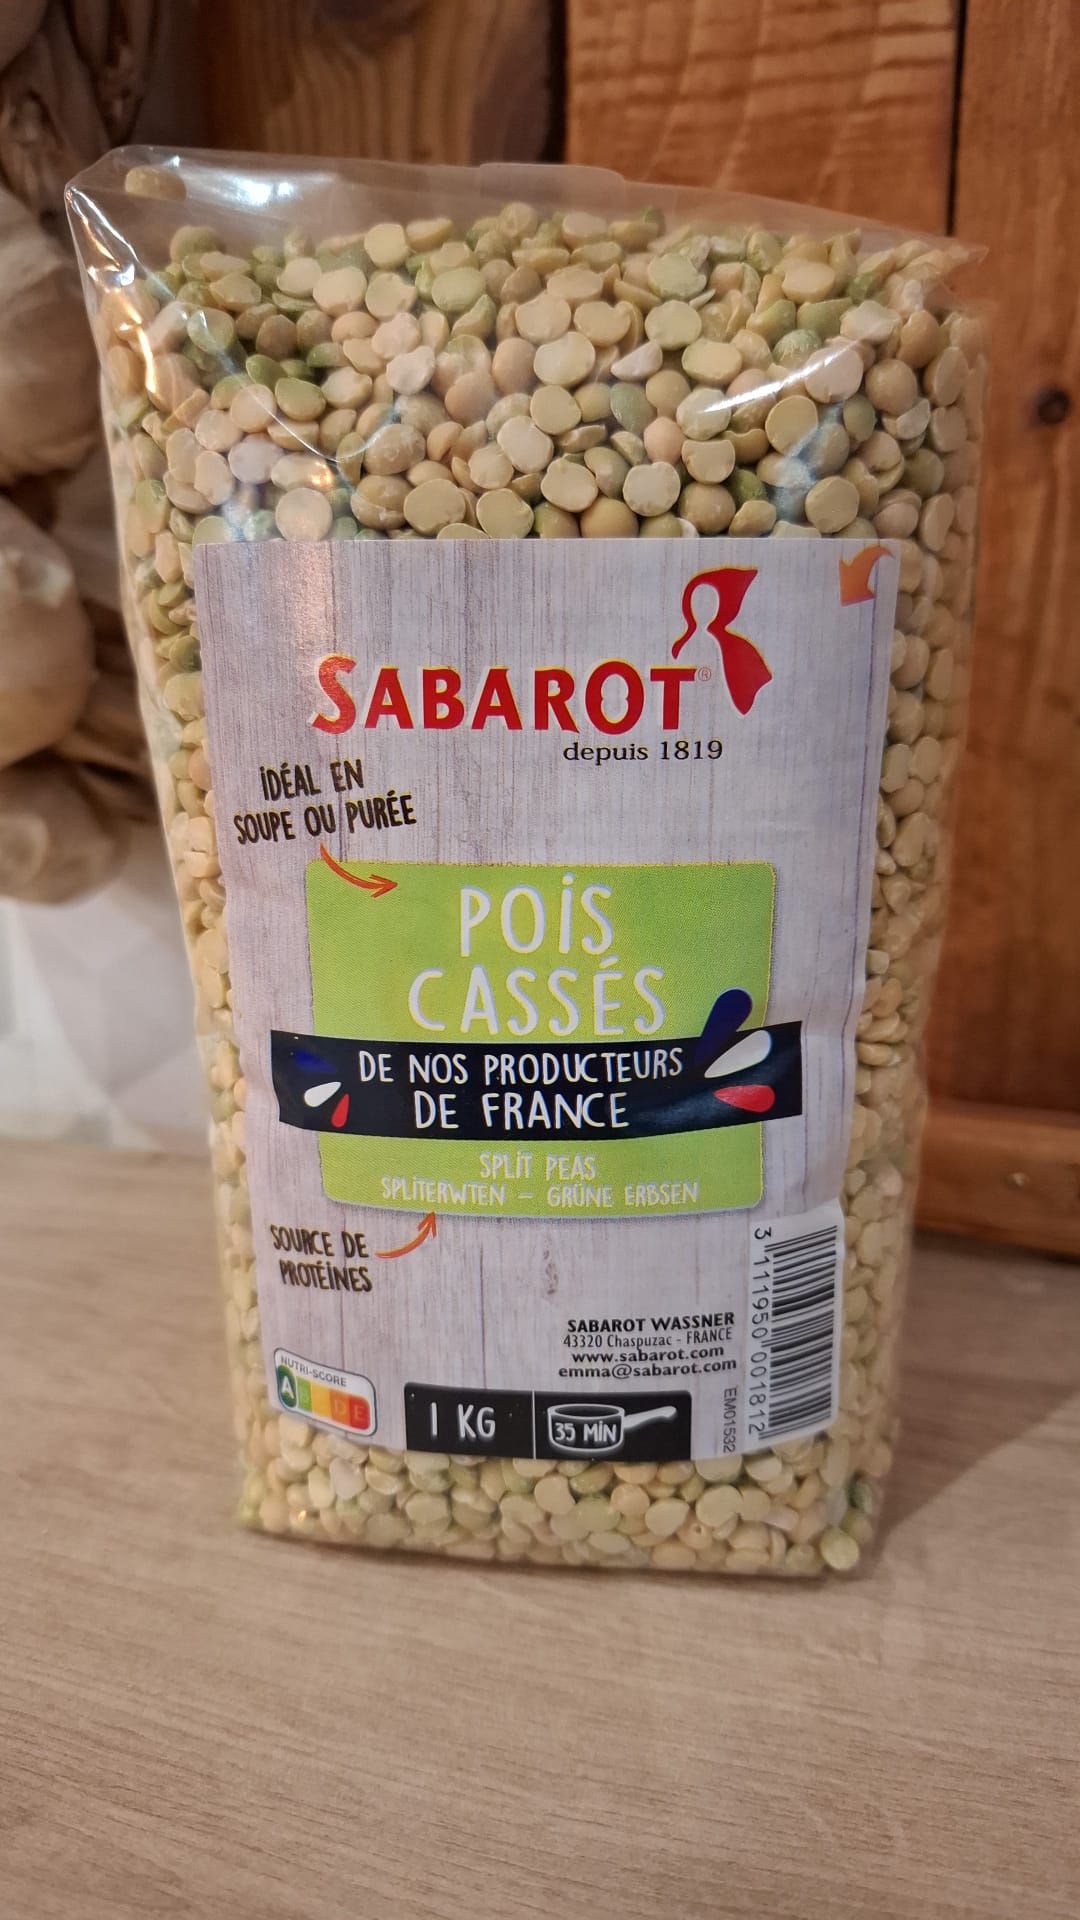 SABAROT®
depuis 1819
IDÉAL EN
SOUPE OU PURÉE
POIS
CASSÉS
DE NOS PRODUCTEURS
DE FRANCE
SPLIT PEAS
SPLITERWTEN - GRÜNE ERBSEN
SOURCE DE
PROTÉINES
SABAROT WASSNER
43320 Chaspuzac - FRANCE
www.sabarot.com
emma@sabarot.com
NUTRI-SCORE
A B D E
1 KG
35 MIN
EM01532
3 111950 001812